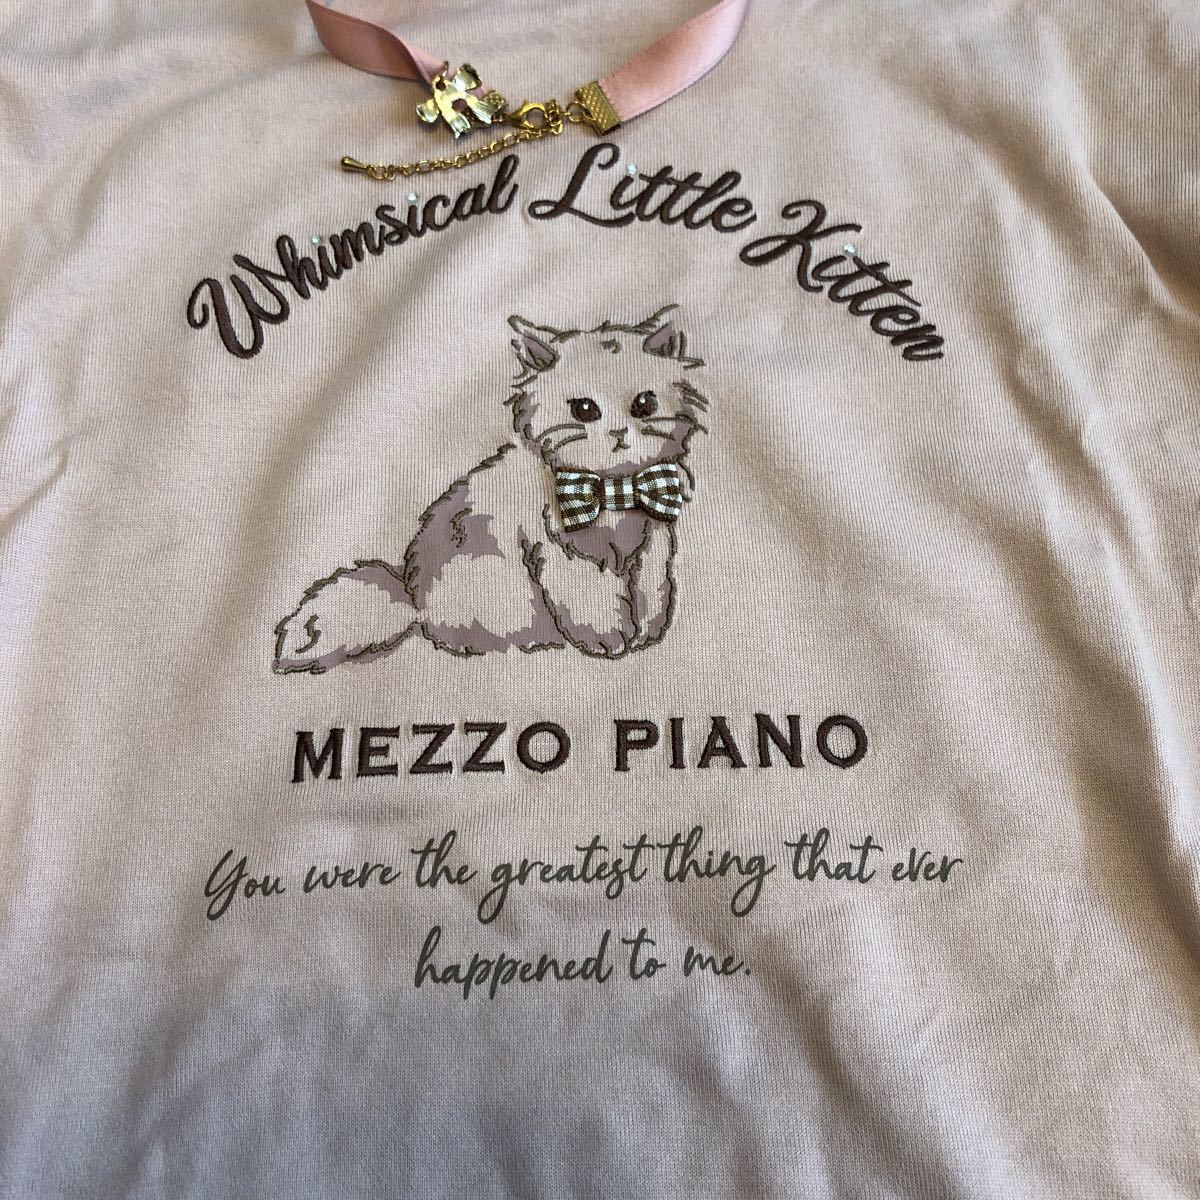 Whimsical Little Kitten
MEZZO PIANO
You were the greatest thing that ever
happened to me.